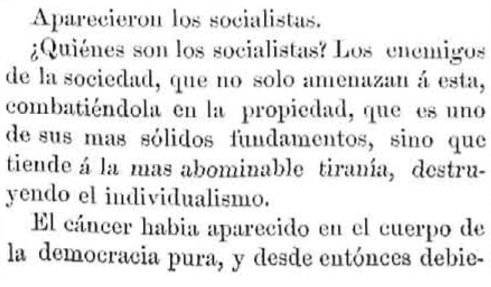 Aparecieron los socialistas.
¿Quiénes son los socialistas? Los enemigos
de la sociedad, que no solo amenazan á esta,
combatiéndola en la propiedad, que es uno
de sus mas sólidos fundamentos, sino que
tiende á la mas abominable tiranía, destru-
yendo el individualismo.
El cáncer habia aparecido en el cuerpo de
la democracia pura, y desde entónces debie-